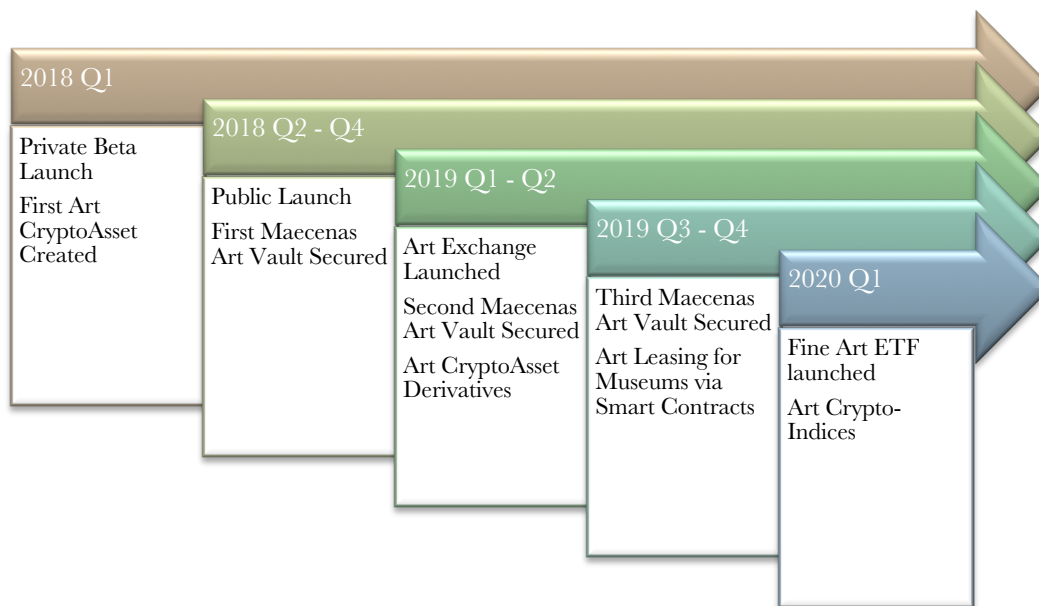 2018 Q1
Private Beta
Launch
First Art
CryptoAsset
Created
2018 Q2 - Q4
Public Launch
First Maecenas
Art Vault Secured
2019 Q1 - Q2
Art Exchange
Launched
Second Maecenas
Art Vault Secured
Art CryptoAsset
Derivatives
2019 Q3 - Q4
Third Maecenas
Art Vault Secured
Art Leasing for
Museums via
Smart Contracts
2020 Q1
Fine Art ETF
launched
Art Crypto-
Indices